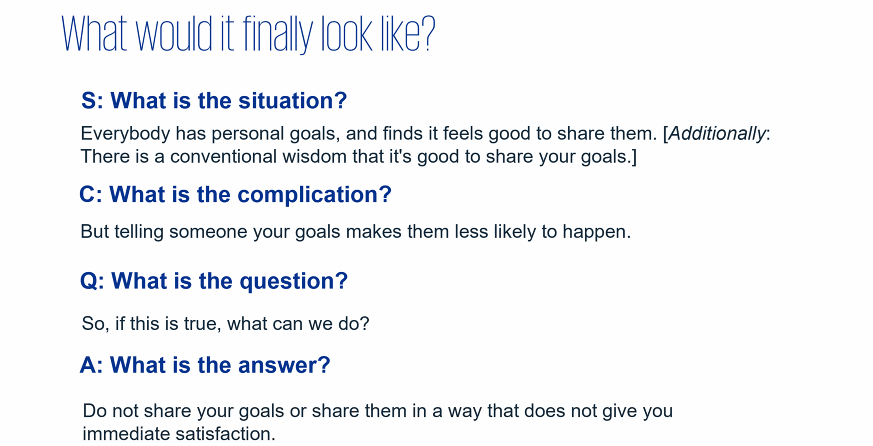 What would it finally look like?
S: What is the situation?
Everybody has personal goals, and finds it feels good to share them. [Additionally:
There is a conventional wisdom that it's good to share your goals.]
C: What is the complication?
But telling someone your goals makes them less likely to happen.
Q: What is the question?
So, if this is true, what can we do?
A: What is the answer?
Do not share your goals or share them in a way that does not give you
immediate satisfaction.